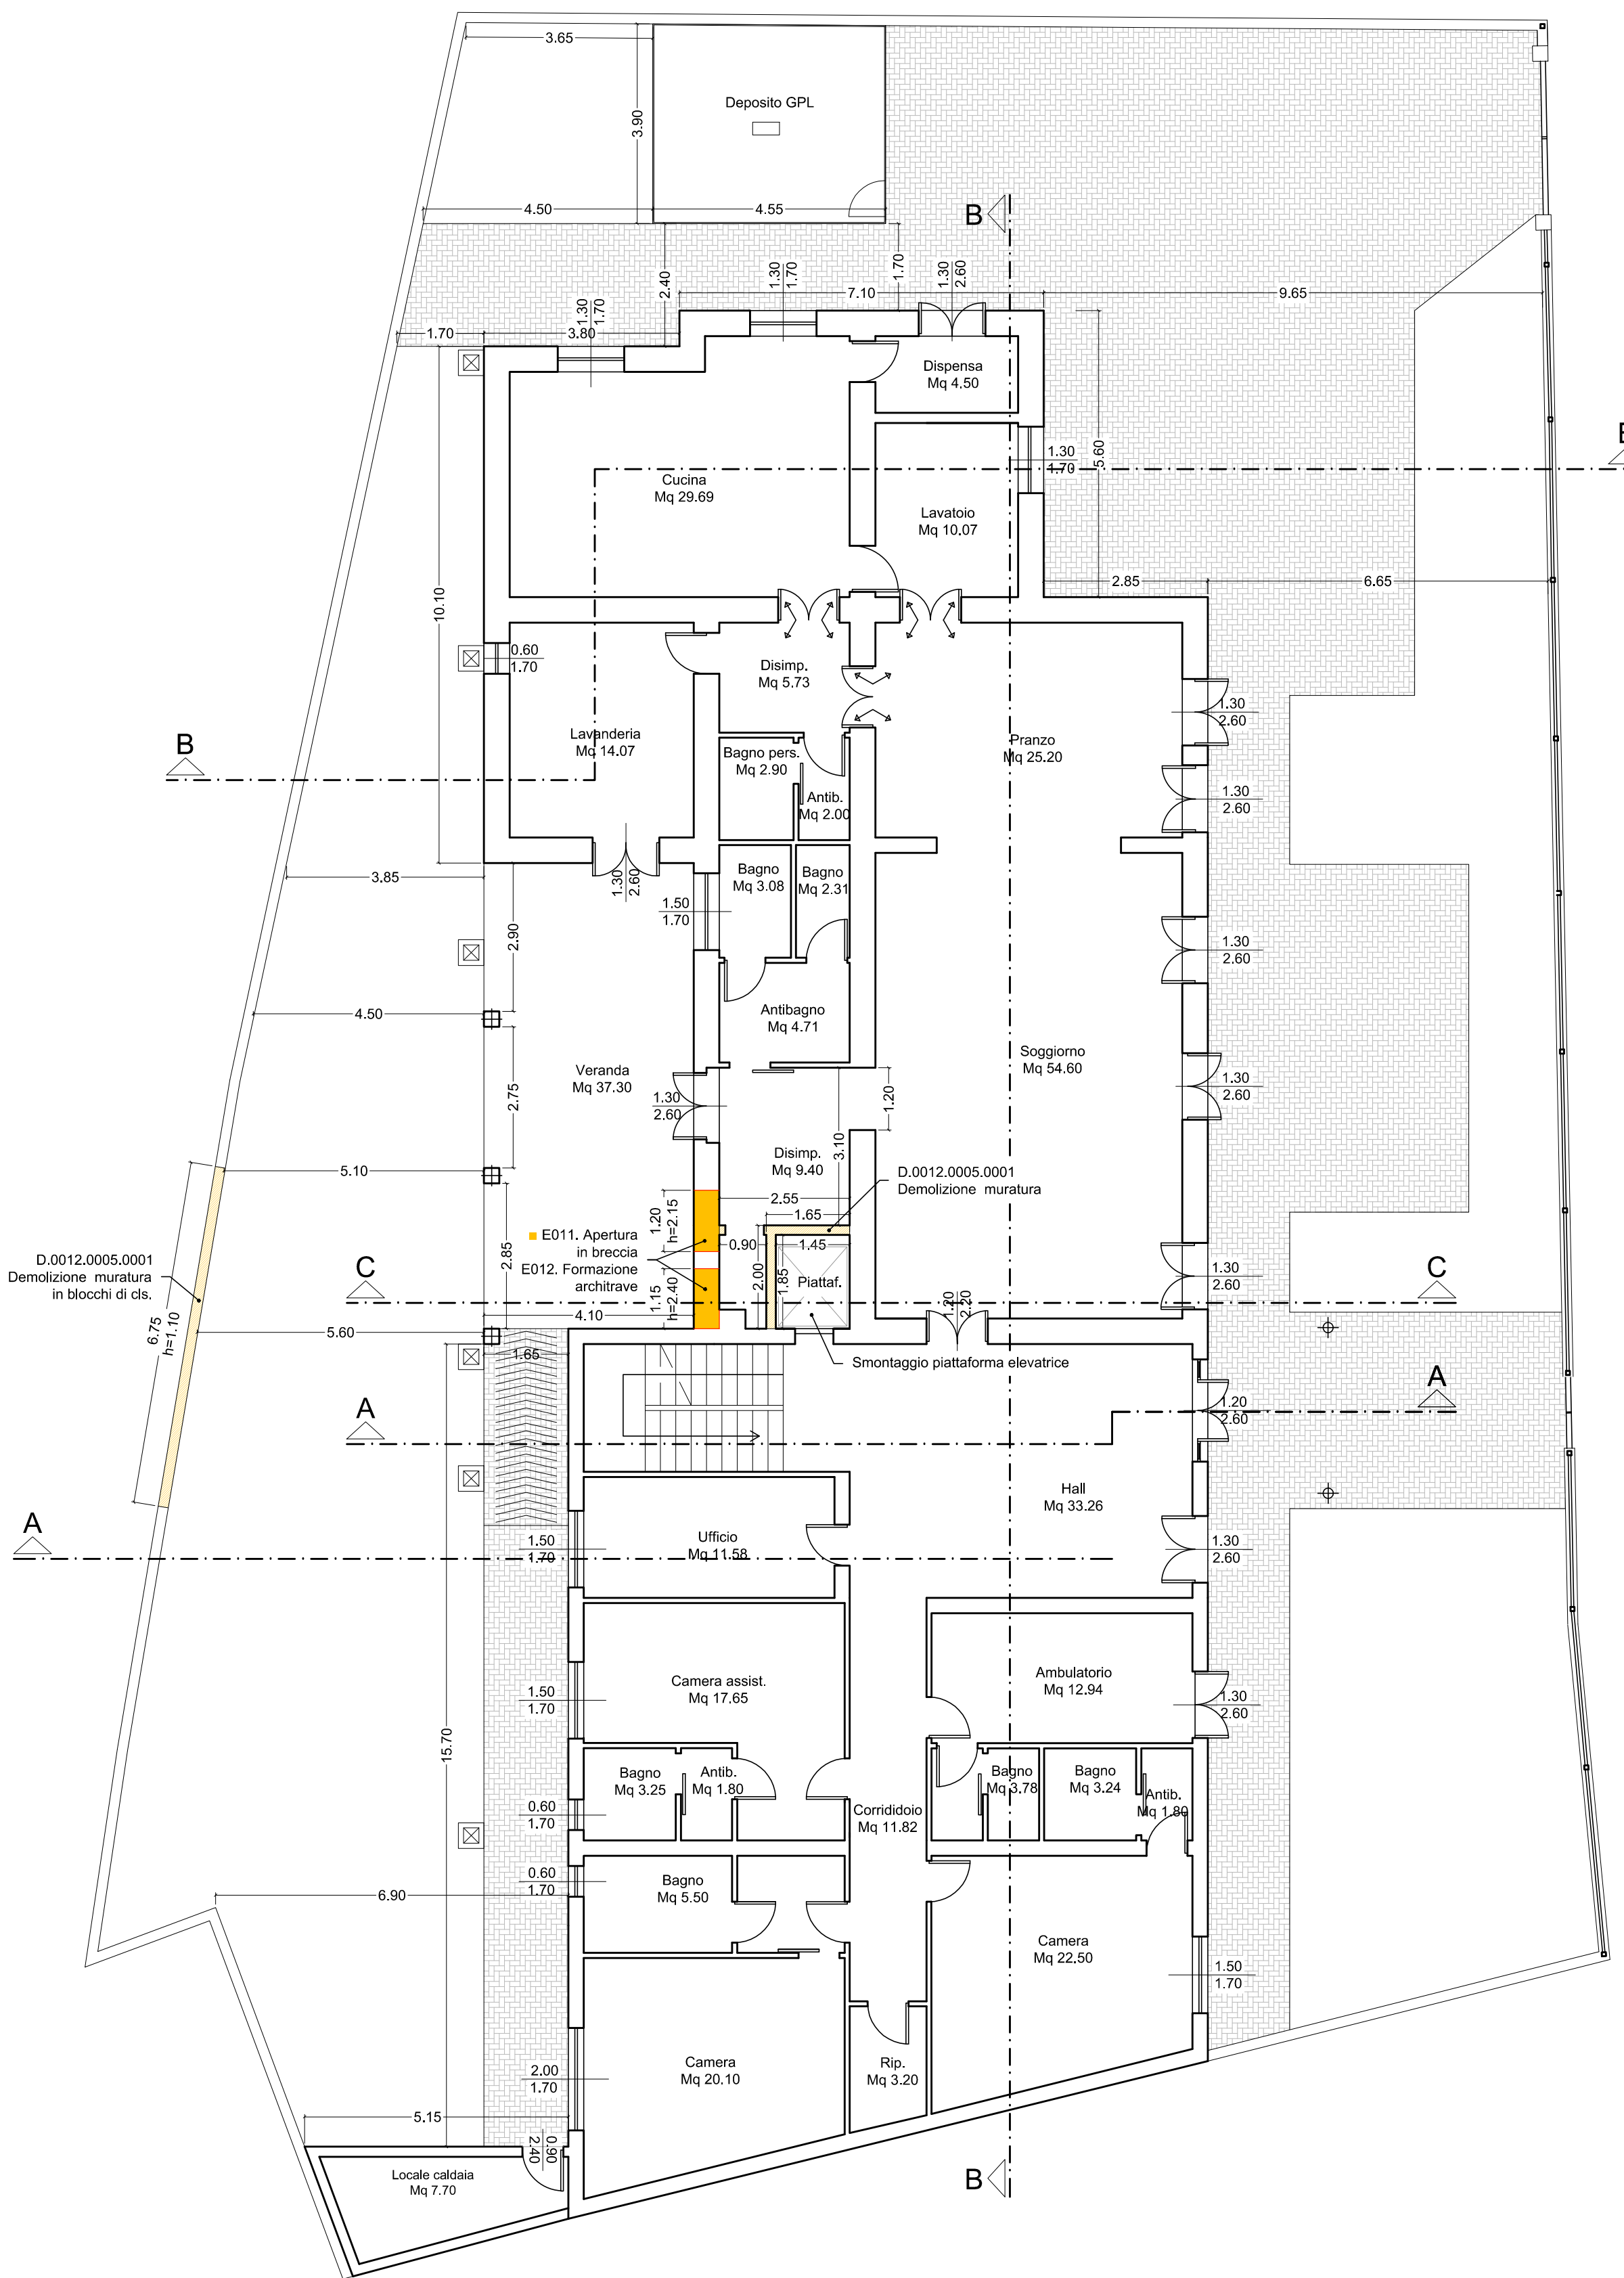 3.65
Deposito GPL
3.90
4.50
4.55
B
1.30
1.70
1.30
1.70
2.40
7.10
1.70
1.30
2.60
9.65
1.70
3.80
Dispensa
Mq 4.50
5.60
1.30
1.70
Cucina
Mq 29.69
Lavatoio
Mq 10.07
2.85
6.65
10.10
0.60
1.70
Disimp.
Mq 5.73
1.30
2.60
B
Lavanderia
Mq 14.07
Bagno pers.
Mq 2.90
Pranzo
Mq 25.20
Antib.
Mq 2.00
1.30
2.60
3.85
1.30
2.60
Bagno
Mq 3.08
Bagno
Mq 2.31
1.50
1.70
2.90
1.30
2.60
4.50
Antibagno
Mq 4.71
Veranda
Mq 37.30
Soggiorno
Mq 54.60
2.75
1.30
2.60
1.20
1.30
2.60
3.10
5.10
Disimp.
Mq 9.40
D.0012.0005.0001
Demolizione muratura
2.55
1.65
1.20
h=2.15
E011. Apertura
in breccia
E012. Formazione
architrave
0.90
1.45
2.85
D.0012.0005.0001
Demolizione muratura
in blocchi di cls.
C
1.15
h=2.40
2.00
1.85
Piattaf.
1.30
2.60
C
6.75
h=1.10
4.10
1.20
2.20
5.60
1.65
Smontaggio piattaforma elevatrice
A
1.20
2.60
A
Hall
Mq 33.26
A
Ufficio
Mq 11.58
1.50
1.70
1.30
2.60
Camera assist.
Mq 17.65
Ambulatorio
Mq 12.94
1.50
1.70
1.30
2.60
15.70
Bagno
Mq 3.25
Antib.
Mq 1.80
Bagno
Mq 3.78
Bagno
Mq 3.24
Antib.
Mq 1.80
0.60
1.70
Corrididoio
Mq 11.82
0.60
1.70
Bagno
Mq 5.50
6.90
Camera
Mq 22.50
1.50
1.70
2.00
1.70
Camera
Mq 20.10
Rip.
Mq 3.20
5.15
0.90
2.40
Locale caldaia
Mq 7.70
B